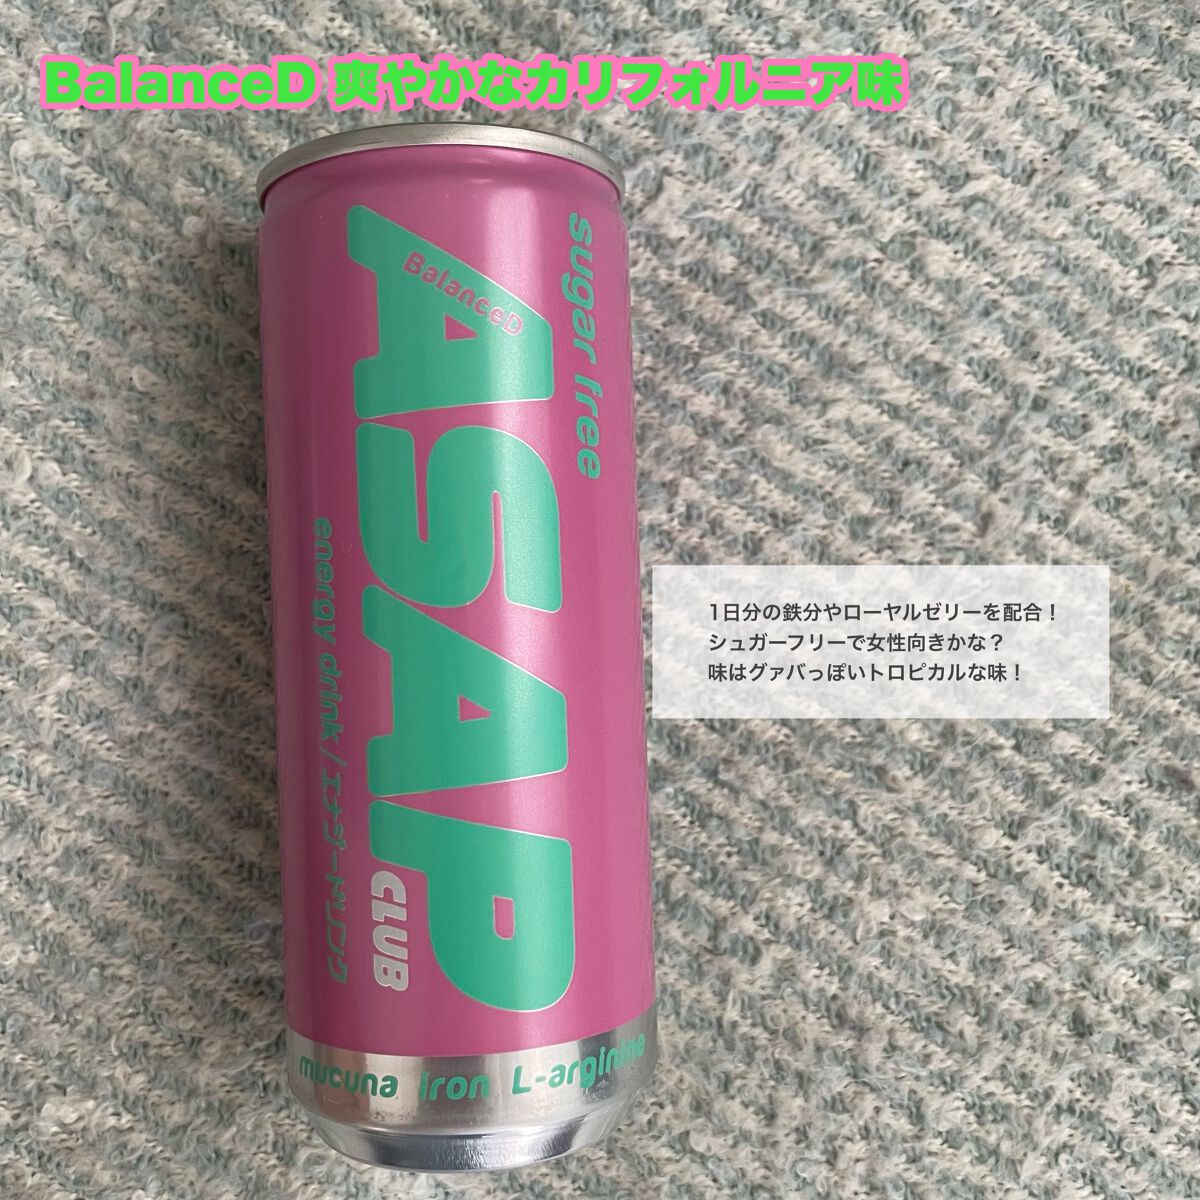 BalanceD 爽やかなカリフォルニア味
sugar free
BalanceD
ASAP
CLUB
energy drink / エナジードリンク
mucuna iron L-arginine
1日分の鉄分やローヤルゼリーを配合！
シュガーフリーで女性向きかな？
味はグァバっぽいトロピカルな味！